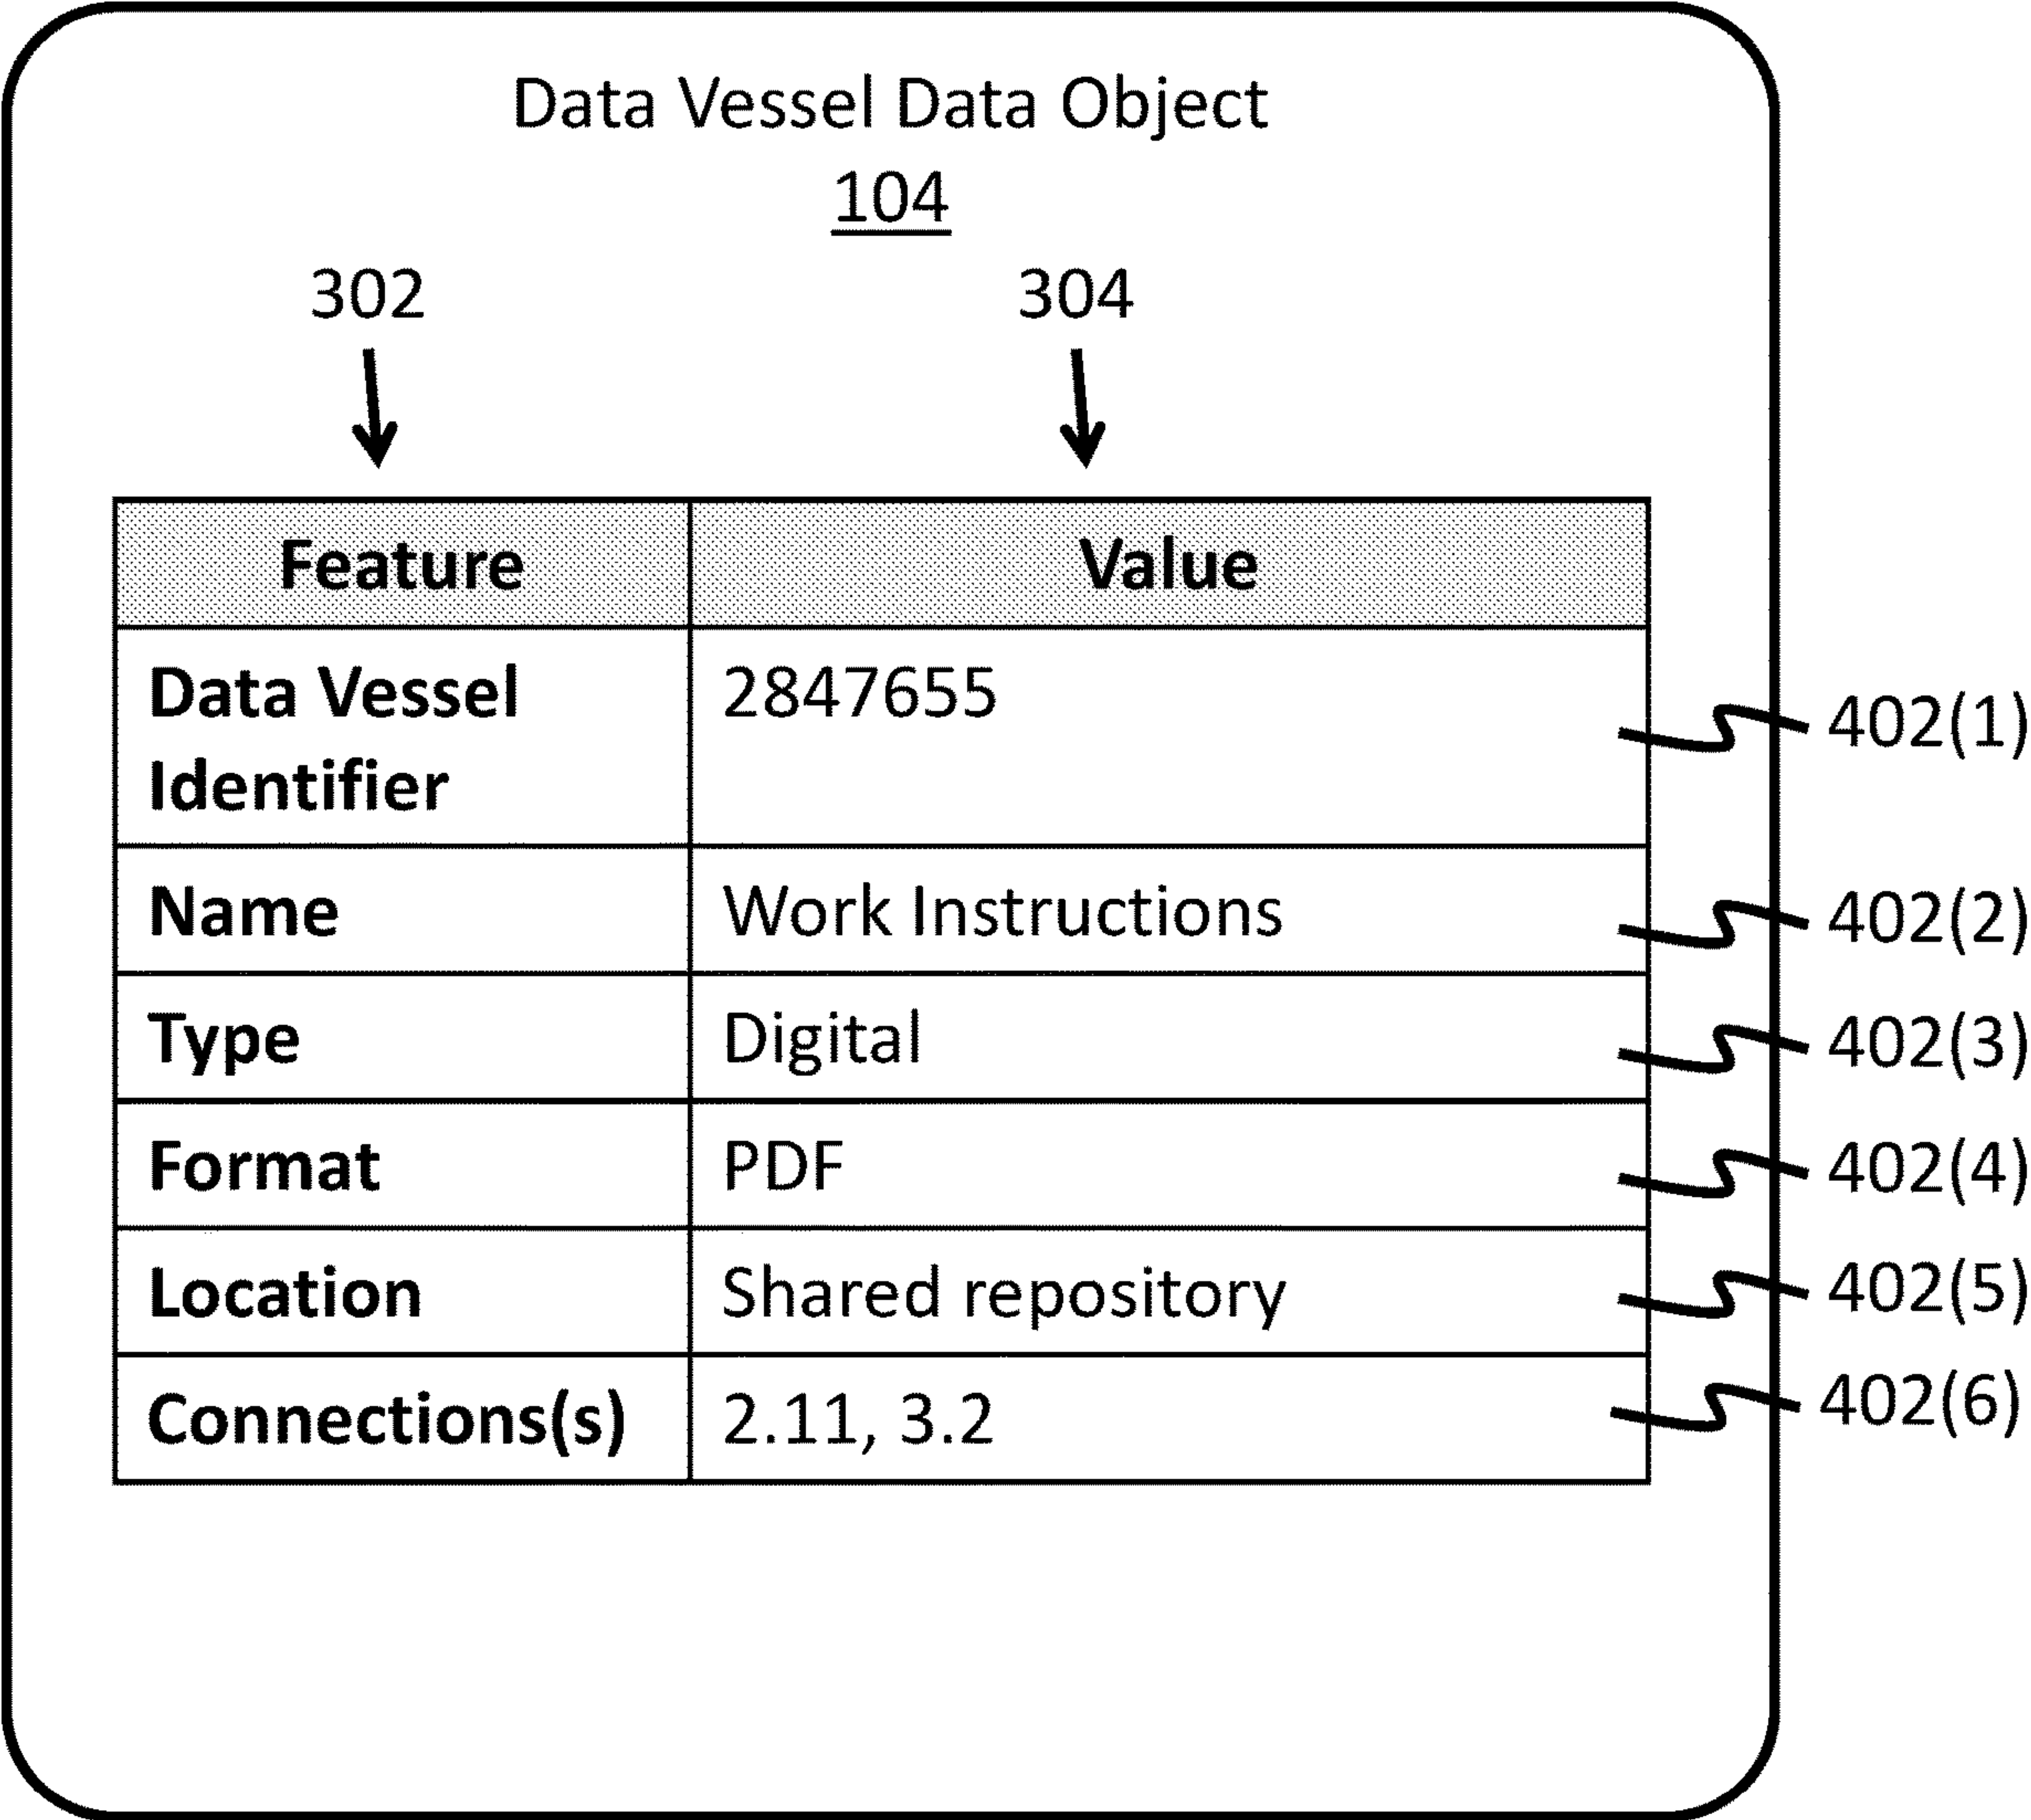 Data Vessel Data Object
104
302 304
Feature Value
Data Vessel 2847655
Identifier
402(1)
Name Work Instructions 402(2)
Type Digital 402(3)
Format PDF 402(4)
Location Shared repository 402(5)
Connections(s) 2.11, 3.2 402(6)